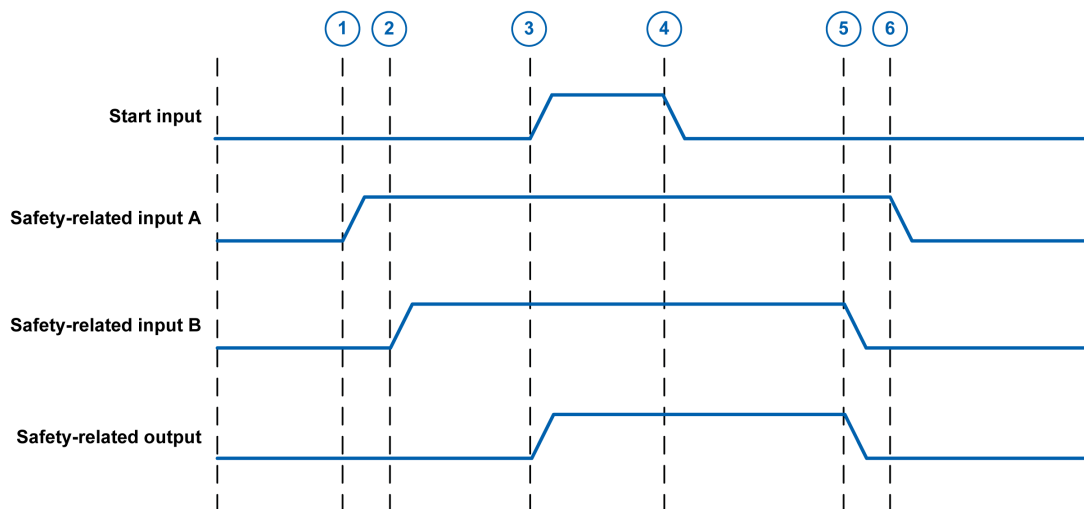 1 2 3 4 5 6
Start input
Safety-related input A
Safety-related input B
Safety-related output